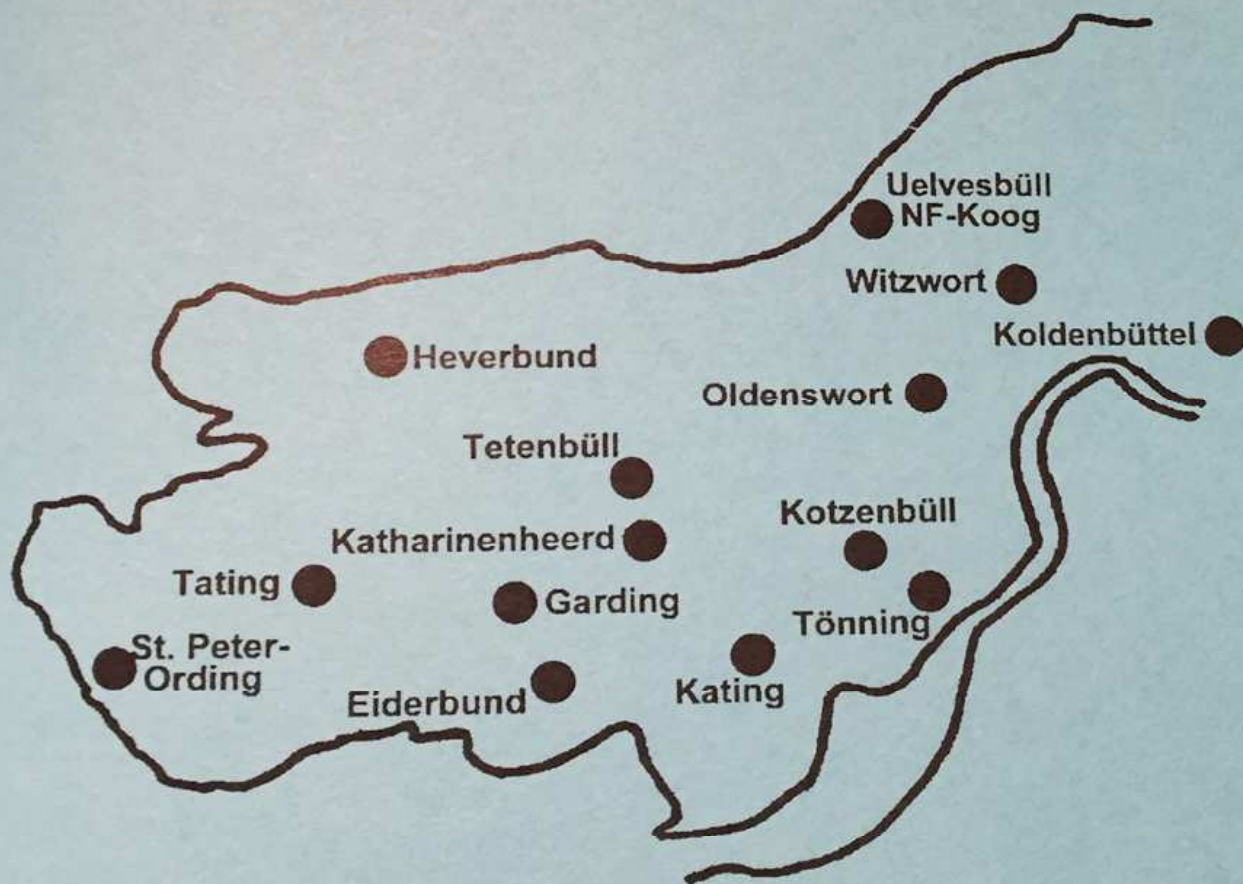 Uelvesbüll
NF-Koog
Witzwort
Koldenbüttel
Heverbund
Oldenswort
Tetenbüll
Kotzenbüll
Katharinenheerd
Tating
Garding
Tönning
St. Peter-
Ording
Kating
Eiderbund